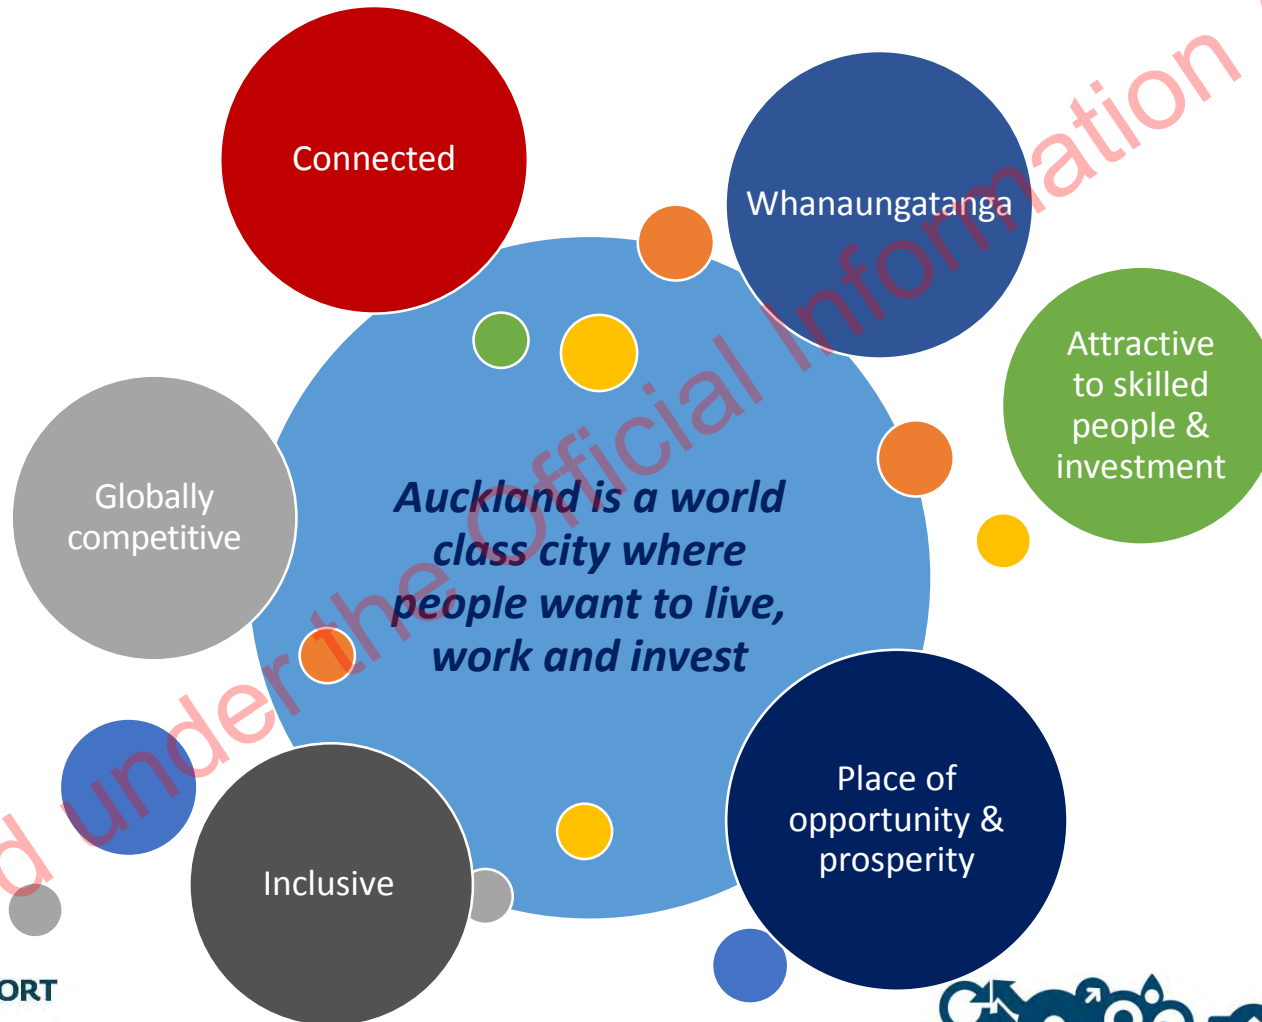 Connected
Whanaungatanga
Attractive
to skilled
people &
investment
Globally
competitive
Auckland is a world
class city where
people want to live,
work and invest
Place of
opportunity &
prosperity
Inclusive
d under the Official Information
ORT